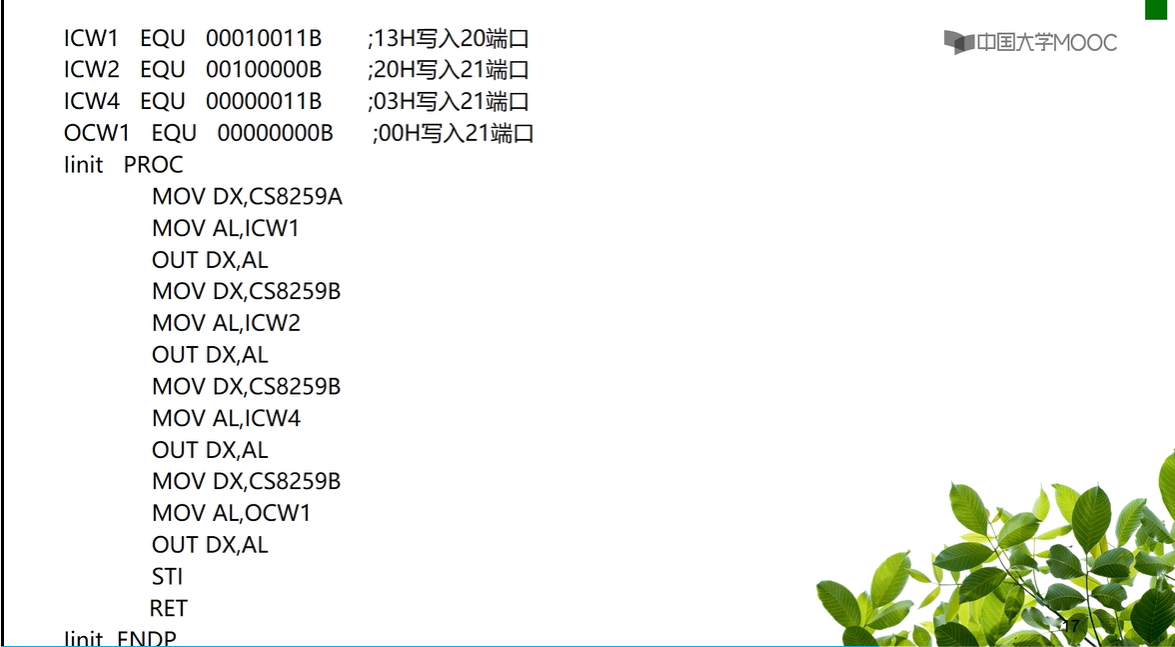 ICW1 EQU 00010011B ;13H写入20端口
中国大学MOOC
ICW2 EQU 00100000B ;20H写入21端口
ICW4 EQU 00000011B ;03H写入21端口
OCW1 EQU 00000000B ;00H写入21端口
Iinit PROC
MOV DX,CS8259A
MOV AL,ICW1
OUT DX,AL
MOV DX,CS8259B
MOV AL,ICW2
OUT DX,AL
MOV DX,CS8259B
MOV AL,ICW4
OUT DX,AL
MOV DX,CS8259B
MOV AL,OCW1
OUT DX,AL
STI
RET
Iinit ENDP
17